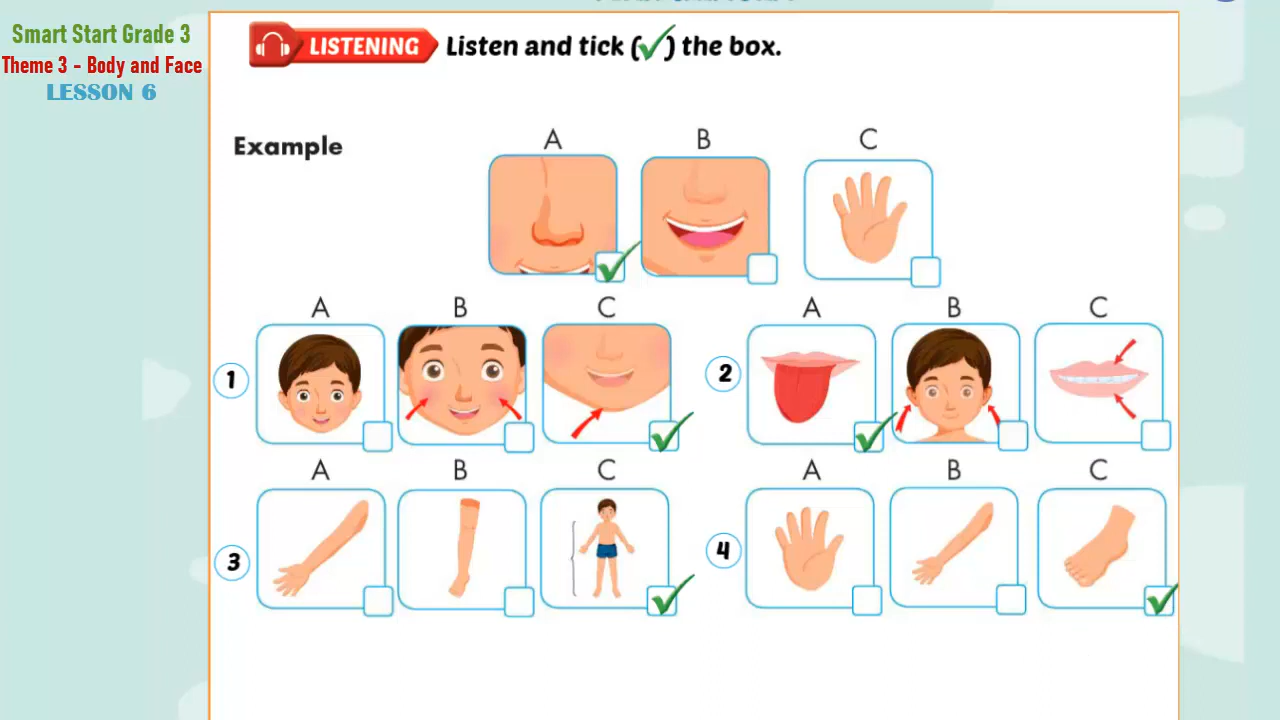 Smart Start Grade 3
Theme 3 - Body and Face
LESSON 6
LISTENING Listen and tick (✓) the box.
Example
A B C
A B C
1
A B C
2
A B C
3
A B C
4